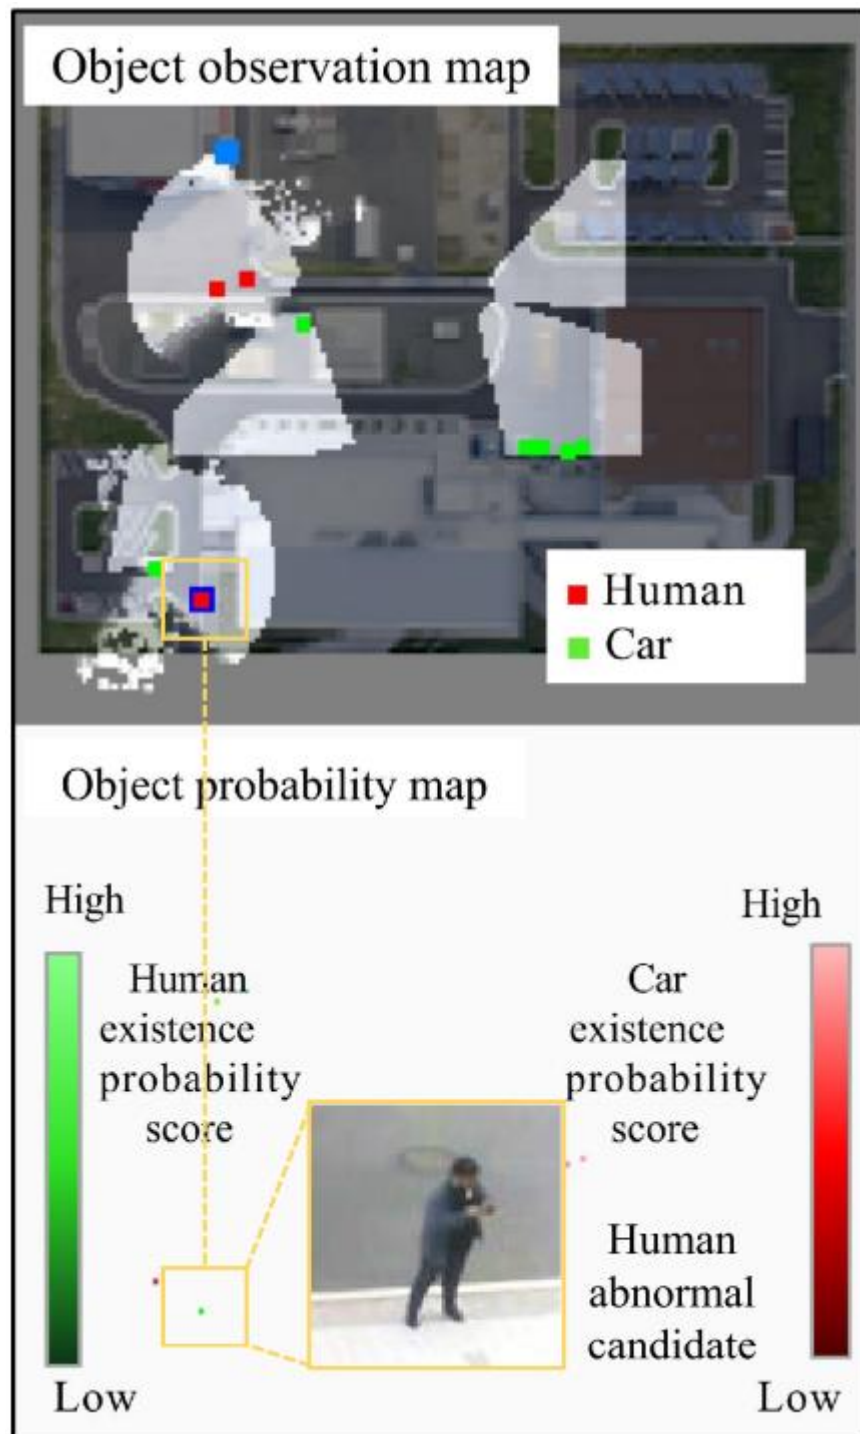 Object observation map
Human
Car
Object probability map
High
High
Human
existence
probability
score
Car
existence
probability
score
Human
abnormal
candidate
Low
Low